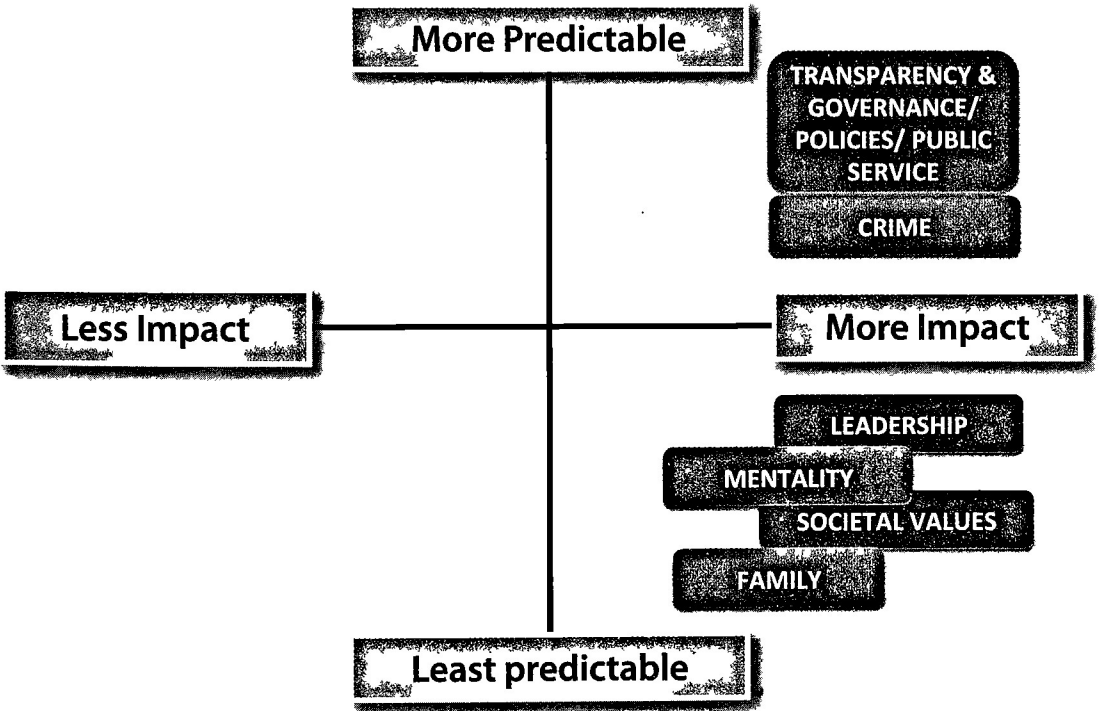 More Predictable
TRANSPARENCY &
GOVERNANCE/
POLICIES/ PUBLIC
SERVICE
CRIME
Less Impact
More Impact
LEADERSHIP
MENTALITY
SOCIETAL VALUES
FAMILY
Least predictable